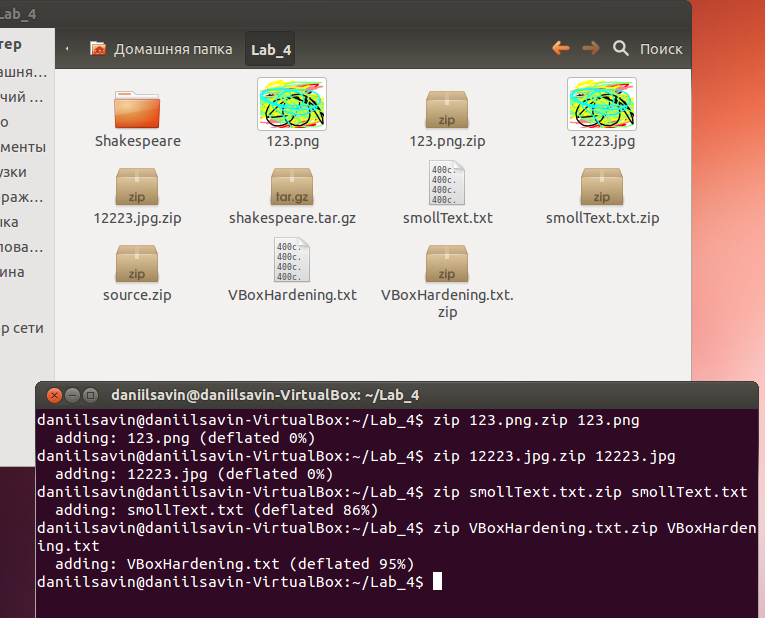 Lab_4
тер
Домашняя папка
Lab_4
Поиск
ашня...
чий ...
о
менты
узки
ораж...
ыка
лова...
ина
р сети
Shakespeare
123.png
zip
123.png.zip
12223.jpg
zip
12223.jpg.zip
tar.gz
shakespeare.tar.gz
400c.
400c.
400c.
400c.
smollText.txt
zip
smollText.txt.zip
zip
source.zip
400c.
400c.
400c.
400c.
VBoxHardening.txt
zip
VBoxHardening.txt.
zip
daniilsavin@daniilsavin-VirtualBox: ~/Lab_4
daniilsavin@daniilsavin-VirtualBox:~/Lab_4$ zip 123.png.zip 123.png
  adding: 123.png (deflated 0%)
daniilsavin@daniilsavin-VirtualBox:~/Lab_4$ zip 12223.jpg.zip 12223.jpg
  adding: 12223.jpg (deflated 0%)
daniilsavin@daniilsavin-VirtualBox:~/Lab_4$ zip smollText.txt.zip smollText.txt
  adding: smollText.txt (deflated 86%)
daniilsavin@daniilsavin-VirtualBox:~/Lab_4$ zip VBoxHardening.txt.zip VBoxHarden
ing.txt
  adding: VBoxHardening.txt (deflated 95%)
daniilsavin@daniilsavin-VirtualBox:~/Lab_4$